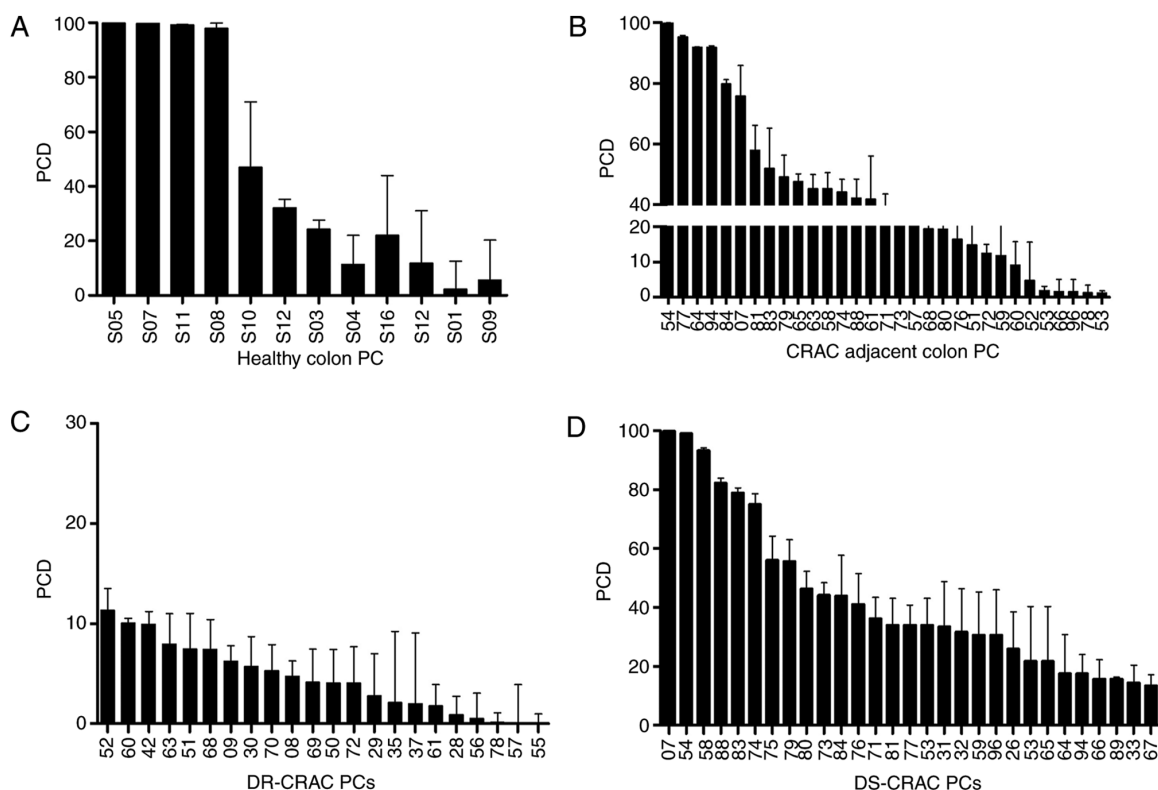 A
100
80
60
40
20
0
PCD
S05 S07 S11 S08 S10 S12 S03 S04 S16 S12 S01 S09
Healthy colon PC
B
100
80
60
40
20
10
0
PCD
54 77 64 94 84 07 81 83 79 65 63 58 74 88 61 71 73 57 68 80 76 51 72 59 60 52 53 66 96 78 53
CRAC adjacent colon PC
C
30
20
10
0
PCD
52 60 42 63 51 68 09 30 70 08 69 50 72 29 35 37 61 28 56 78 57 55
DR-CRAC PCs
D
100
80
60
40
20
0
PCD
07 54 58 88 83 74 75 79 80 73 84 76 71 81 77 53 31 32 59 96 26 53 65 64 94 66 89 33 67
DS-CRAC PCs